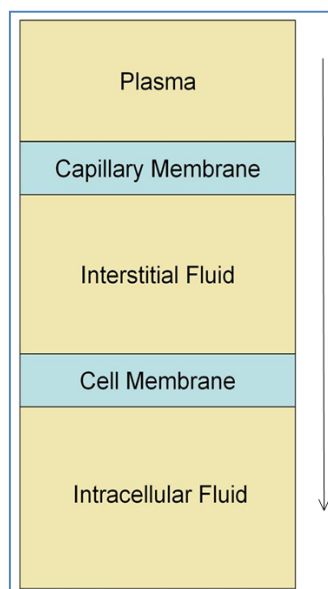 Plasma
Capillary Membrane
Interstitial Fluid
Cell Membrane
Intracellular Fluid